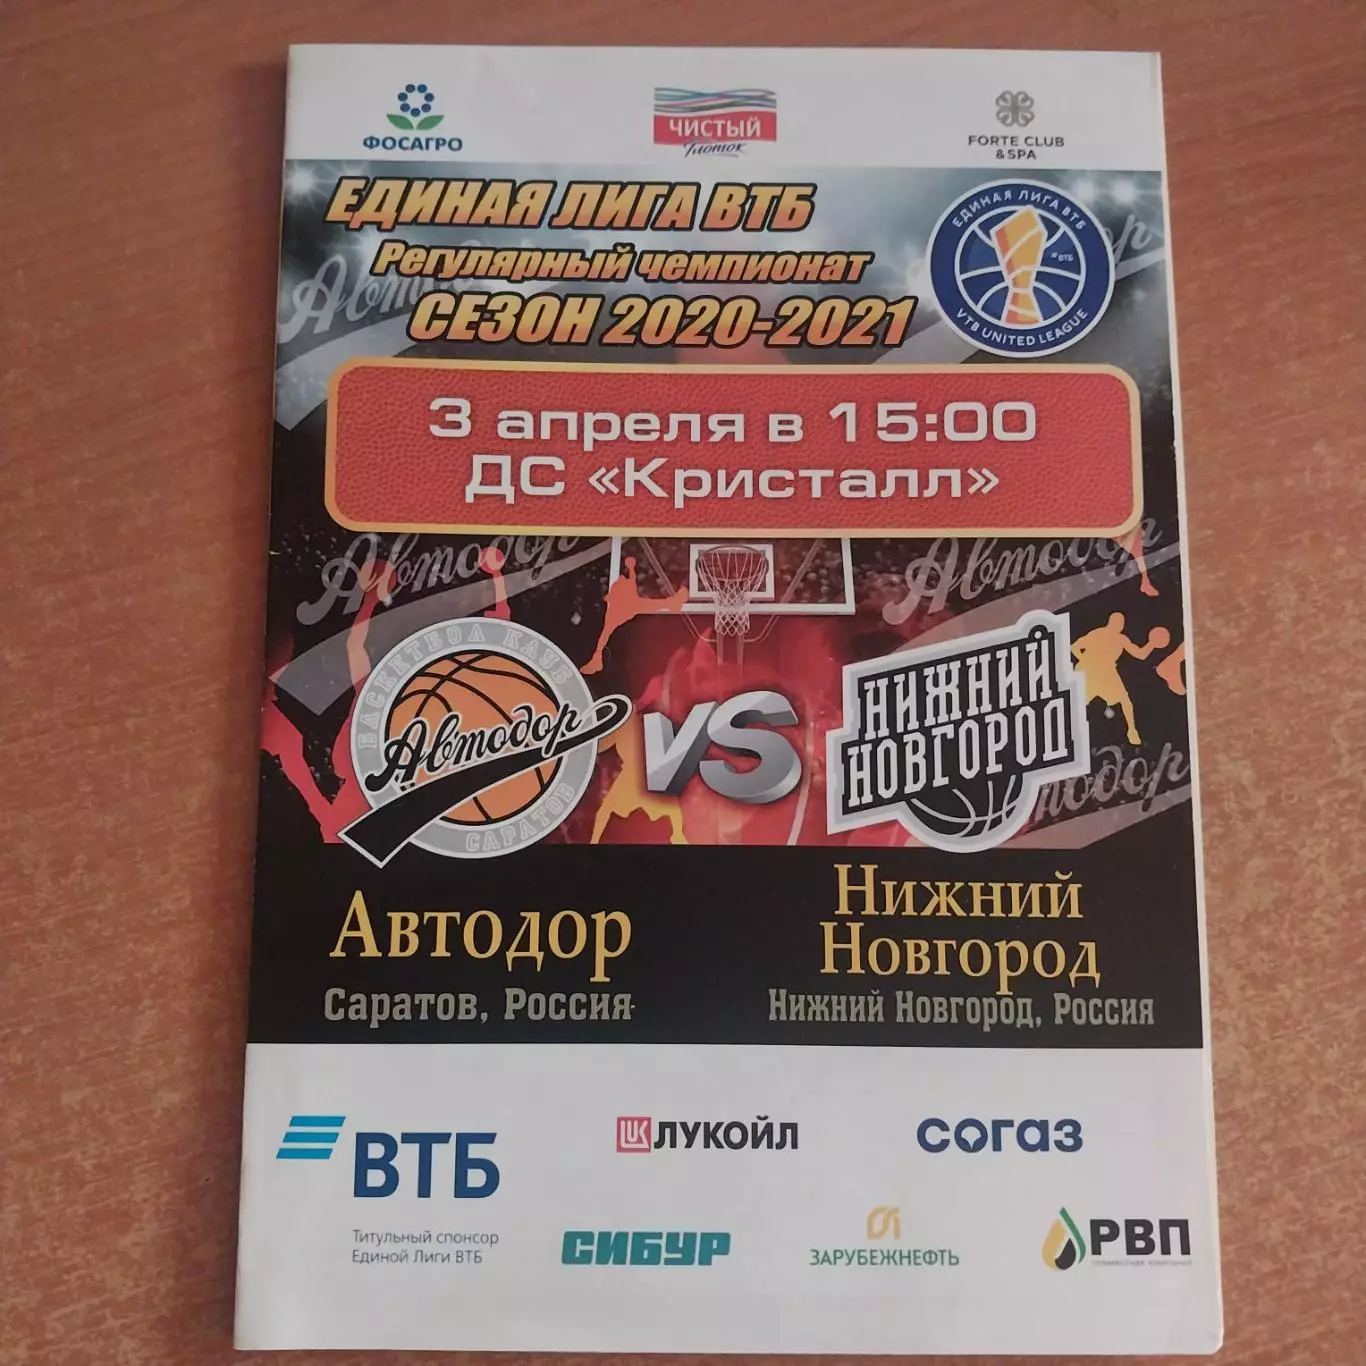 ФОСАГРО
ЧИСТЫЙ
Глоток
FORTE CLUB
& SPA
ЕДИНАЯ ЛИГА ВТБ
Регулярный чемпионат
СЕЗОН 2020-2021
ЕДИНАЯ ЛИГА ВТБ
ВТБ
VTB UNITED LEAGUE
3 апреля в 15:00
ДС «Кристалл»
Автодор
Автодор
БАСКЕТБОЛ КЛУБ
Автодор
САРАТОВ
VS
НИЖНИЙ
НОВГОРОД
Автодор
Саратов, Россия
Нижний
Новгород
Нижний Новгород, Россия
ВТБ
Титульный спонсор
Единой Лиги ВТБ
ЛУКОЙЛ
СОГАЗ
СИБУР
ЗАРУБЕЖНЕФТЬ
РВП